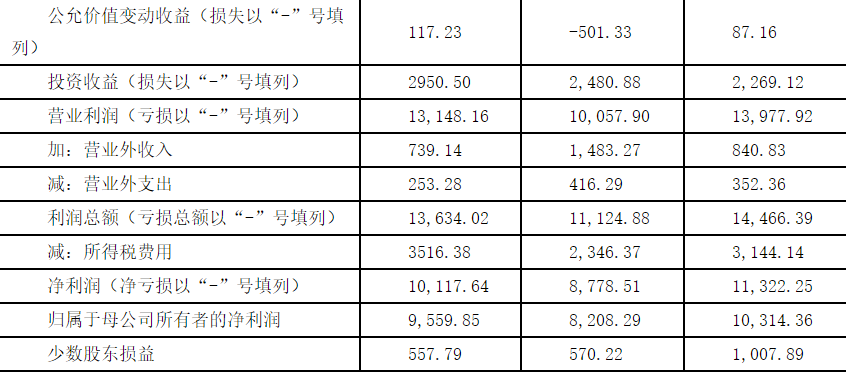 公允价值变动收益(损失以“-”号填列) 117.23 -501.33 87.16
投资收益(损失以“-”号填列) 2950.50 2,480.88 2,269.12
营业利润(亏损以“-”号填列) 13,148.16 10,057.90 13,977.92
加:营业外收入 739.14 1,483.27 840.83
减:营业外支出 253.28 416.29 352.36
利润总额(亏损总额以“-”号填列) 13,634.02 11,124.88 14,466.39
减:所得税费用 3516.38 2,346.37 3,144.14
净利润(净亏损以“-”号填列) 10,117.64 8,778.51 11,322.25
归属于母公司所有者的净利润 9,559.85 8,208.29 10,314.36
少数股东损益 557.79 570.22 1,007.89